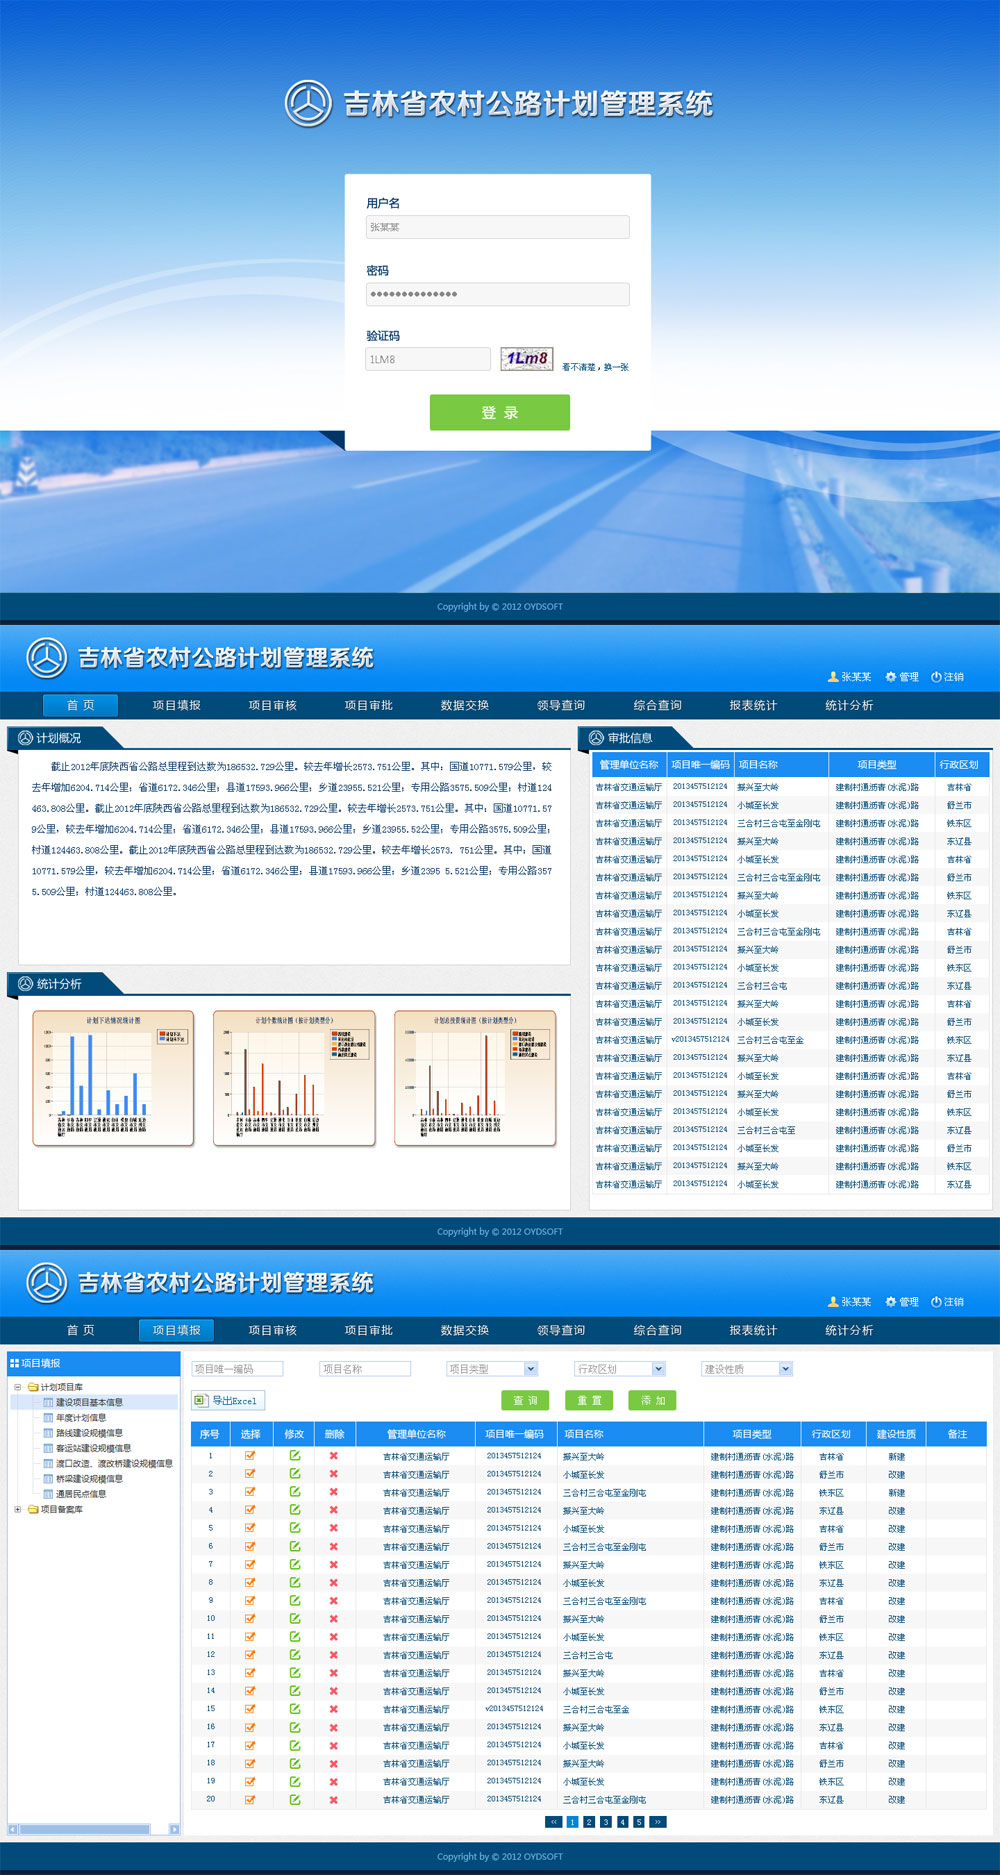 吉林省农村公路计划管理系统
用户名
张某某
密码
验证码
1LM8
1Lm8
看不清楚，换一张
登 录
Copyright by © 2012 OYDSOFT
吉林省农村公路计划管理系统
张某某 管理 注销
首 页 项目填报 项目审核 项目审批 数据交换 领导查询 综合查询 报表统计 统计分析
计划概况
截止2012年底陕西省公路总里程到达数为186532.729公里。较去年增长2573.751公里。其中：国道10771.579公里，较
去年增加6204.714公里；省道6172.346公里；县道17593.966公里；乡道23955.521公里；专用公路3575.509公里；村道124
463.808公里。截止2012年底陕西省公路总里程到达数为186532.729公里。较去年增长2573.751公里。其中：国道10771.57
9公里，较去年增加6204.714公里；省道6172.346公里；县道17593.966公里；乡道23955.52公里；专用公路3575.509公里；
村道124463.808公里。截止2012年底陕西省公路总里程到达数为186532.729公里。较去年增长2573. 751公里。其中：国道
10771.579公里，较去年增加6204.714公里；省道6172.346公里；县道17593.966公里；乡道2395 5.521公里；专用公路357
5.509公里；村道124463.808公里。
统计分析
计划下达情况统计图
计划个数统计图（按计划类型分）
计划总投资统计图（按计划类型分）
审批信息
管理单位名称 项目唯一编码 项目名称 项目类型 行政区划
吉林省交通运输厅 2013457512124 振兴至大岭 建制村通沥青(水泥)路 吉林省
吉林省交通运输厅 2013457512124 小城至长发 建制村通沥青(水泥)路 舒兰市
吉林省交通运输厅 2013457512124 三合村三合屯至金刚屯 建制村通沥青(水泥)路 铁东区
吉林省交通运输厅 2013457512124 振兴至大岭 建制村通沥青(水泥)路 东辽县
吉林省交通运输厅 2013457512124 小城至长发 建制村通沥青(水泥)路 吉林省
吉林省交通运输厅 2013457512124 三合村三合屯至金刚屯 建制村通沥青(水泥)路 舒兰市
吉林省交通运输厅 2013457512124 振兴至大岭 建制村通沥青(水泥)路 铁东区
吉林省交通运输厅 2013457512124 小城至长发 建制村通沥青(水泥)路 东辽县
吉林省交通运输厅 2013457512124 三合村三合屯至金刚屯 建制村通沥青(水泥)路 吉林省
吉林省交通运输厅 2013457512124 振兴至大岭 建制村通沥青(水泥)路 舒兰市
吉林省交通运输厅 2013457512124 小城至长发 建制村通沥青(水泥)路 铁东区
吉林省交通运输厅 2013457512124 三合村三合屯 建制村通沥青(水泥)路 东辽县
吉林省交通运输厅 2013457512124 振兴至大岭 建制村通沥青(水泥)路 吉林省
吉林省交通运输厅 2013457512124 小城至长发 建制村通沥青(水泥)路 舒兰市
吉林省交通运输厅 v2013457512124 三合村三合屯至金 建制村通沥青(水泥)路 铁东区
吉林省交通运输厅 2013457512124 振兴至大岭 建制村通沥青(水泥)路 东辽县
吉林省交通运输厅 2013457512124 小城至长发 建制村通沥青(水泥)路 吉林省
吉林省交通运输厅 2013457512124 振兴至大岭 建制村通沥青(水泥)路 舒兰市
吉林省交通运输厅 2013457512124 小城至长发 建制村通沥青(水泥)路 铁东区
吉林省交通运输厅 2013457512124 三合村三合屯至 建制村通沥青(水泥)路 东辽县
吉林省交通运输厅 2013457512124 小城至长发 建制村通沥青(水泥)路 舒兰市
吉林省交通运输厅 2013457512124 振兴至大岭 建制村通沥青(水泥)路 铁东区
吉林省交通运输厅 2013457512124 小城至长发 建制村通沥青(水泥)路 东辽县
Copyright by © 2012 OYDSOFT
吉林省农村公路计划管理系统
张某某 管理 注销
首 页 项目填报 项目审核 项目审批 数据交换 领导查询 综合查询 报表统计 统计分析
项目填报
计划项目库
建设项目基本信息
年度计划信息
路线建设规模信息
客运站建设规模信息
渡口改造、渡改桥建设规模信息
桥梁建设规模信息
通居民点信息
项目备案库
项目唯一编码 项目名称 项目类型 行政区划 建设性质
导出Excel 查 询 重 置 添 加
序号 选择 修改 删除 管理单位名称 项目唯一编码 项目名称 项目类型 行政区划 建设性质 备注
1 吉林省交通运输厅 2013457512124 振兴至大岭 建制村通沥青(水泥)路 吉林省 新建
2 吉林省交通运输厅 2013457512124 小城至长发 建制村通沥青(水泥)路 舒兰市 改建
3 吉林省交通运输厅 2013457512124 三合村三合屯至金刚屯 建制村通沥青(水泥)路 铁东区 新建
4 吉林省交通运输厅 2013457512124 振兴至大岭 建制村通沥青(水泥)路 东辽县 改建
5 吉林省交通运输厅 2013457512124 小城至长发 建制村通沥青(水泥)路 吉林省 改建
6 吉林省交通运输厅 2013457512124 三合村三合屯至金刚屯 建制村通沥青(水泥)路 舒兰市 改建
7 吉林省交通运输厅 2013457512124 振兴至大岭 建制村通沥青(水泥)路 铁东区 改建
8 吉林省交通运输厅 2013457512124 小城至长发 建制村通沥青(水泥)路 东辽县 改建
9 吉林省交通运输厅 2013457512124 三合村三合屯至金刚屯 建制村通沥青(水泥)路 吉林省 改建
10 吉林省交通运输厅 2013457512124 振兴至大岭 建制村通沥青(水泥)路 舒兰市 改建
11 吉林省交通运输厅 2013457512124 小城至长发 建制村通沥青(水泥)路 铁东区 改建
12 吉林省交通运输厅 2013457512124 三合村三合屯 建制村通沥青(水泥)路 东辽县 改建
13 吉林省交通运输厅 2013457512124 振兴至大岭 建制村通沥青(水泥)路 吉林省 改建
14 吉林省交通运输厅 2013457512124 小城至长发 建制村通沥青(水泥)路 舒兰市 改建
15 吉林省交通运输厅 v2013457512124 三合村三合屯至金 建制村通沥青(水泥)路 铁东区 改建
16 吉林省交通运输厅 2013457512124 振兴至大岭 建制村通沥青(水泥)路 东辽县 改建
17 吉林省交通运输厅 2013457512124 小城至长发 建制村通沥青(水泥)路 吉林省 改建
18 吉林省交通运输厅 2013457512124 振兴至大岭 建制村通沥青(水泥)路 舒兰市 改建
19 吉林省交通运输厅 2013457512124 小城至长发 建制村通沥青(水泥)路 铁东区 改建
20 吉林省交通运输厅 2013457512124 三合村三合屯至金刚屯 建制村通沥青(水泥)路 东辽县 改建
« 1 2 3 4 5 »
Copyright by © 2012 OYDSOFT